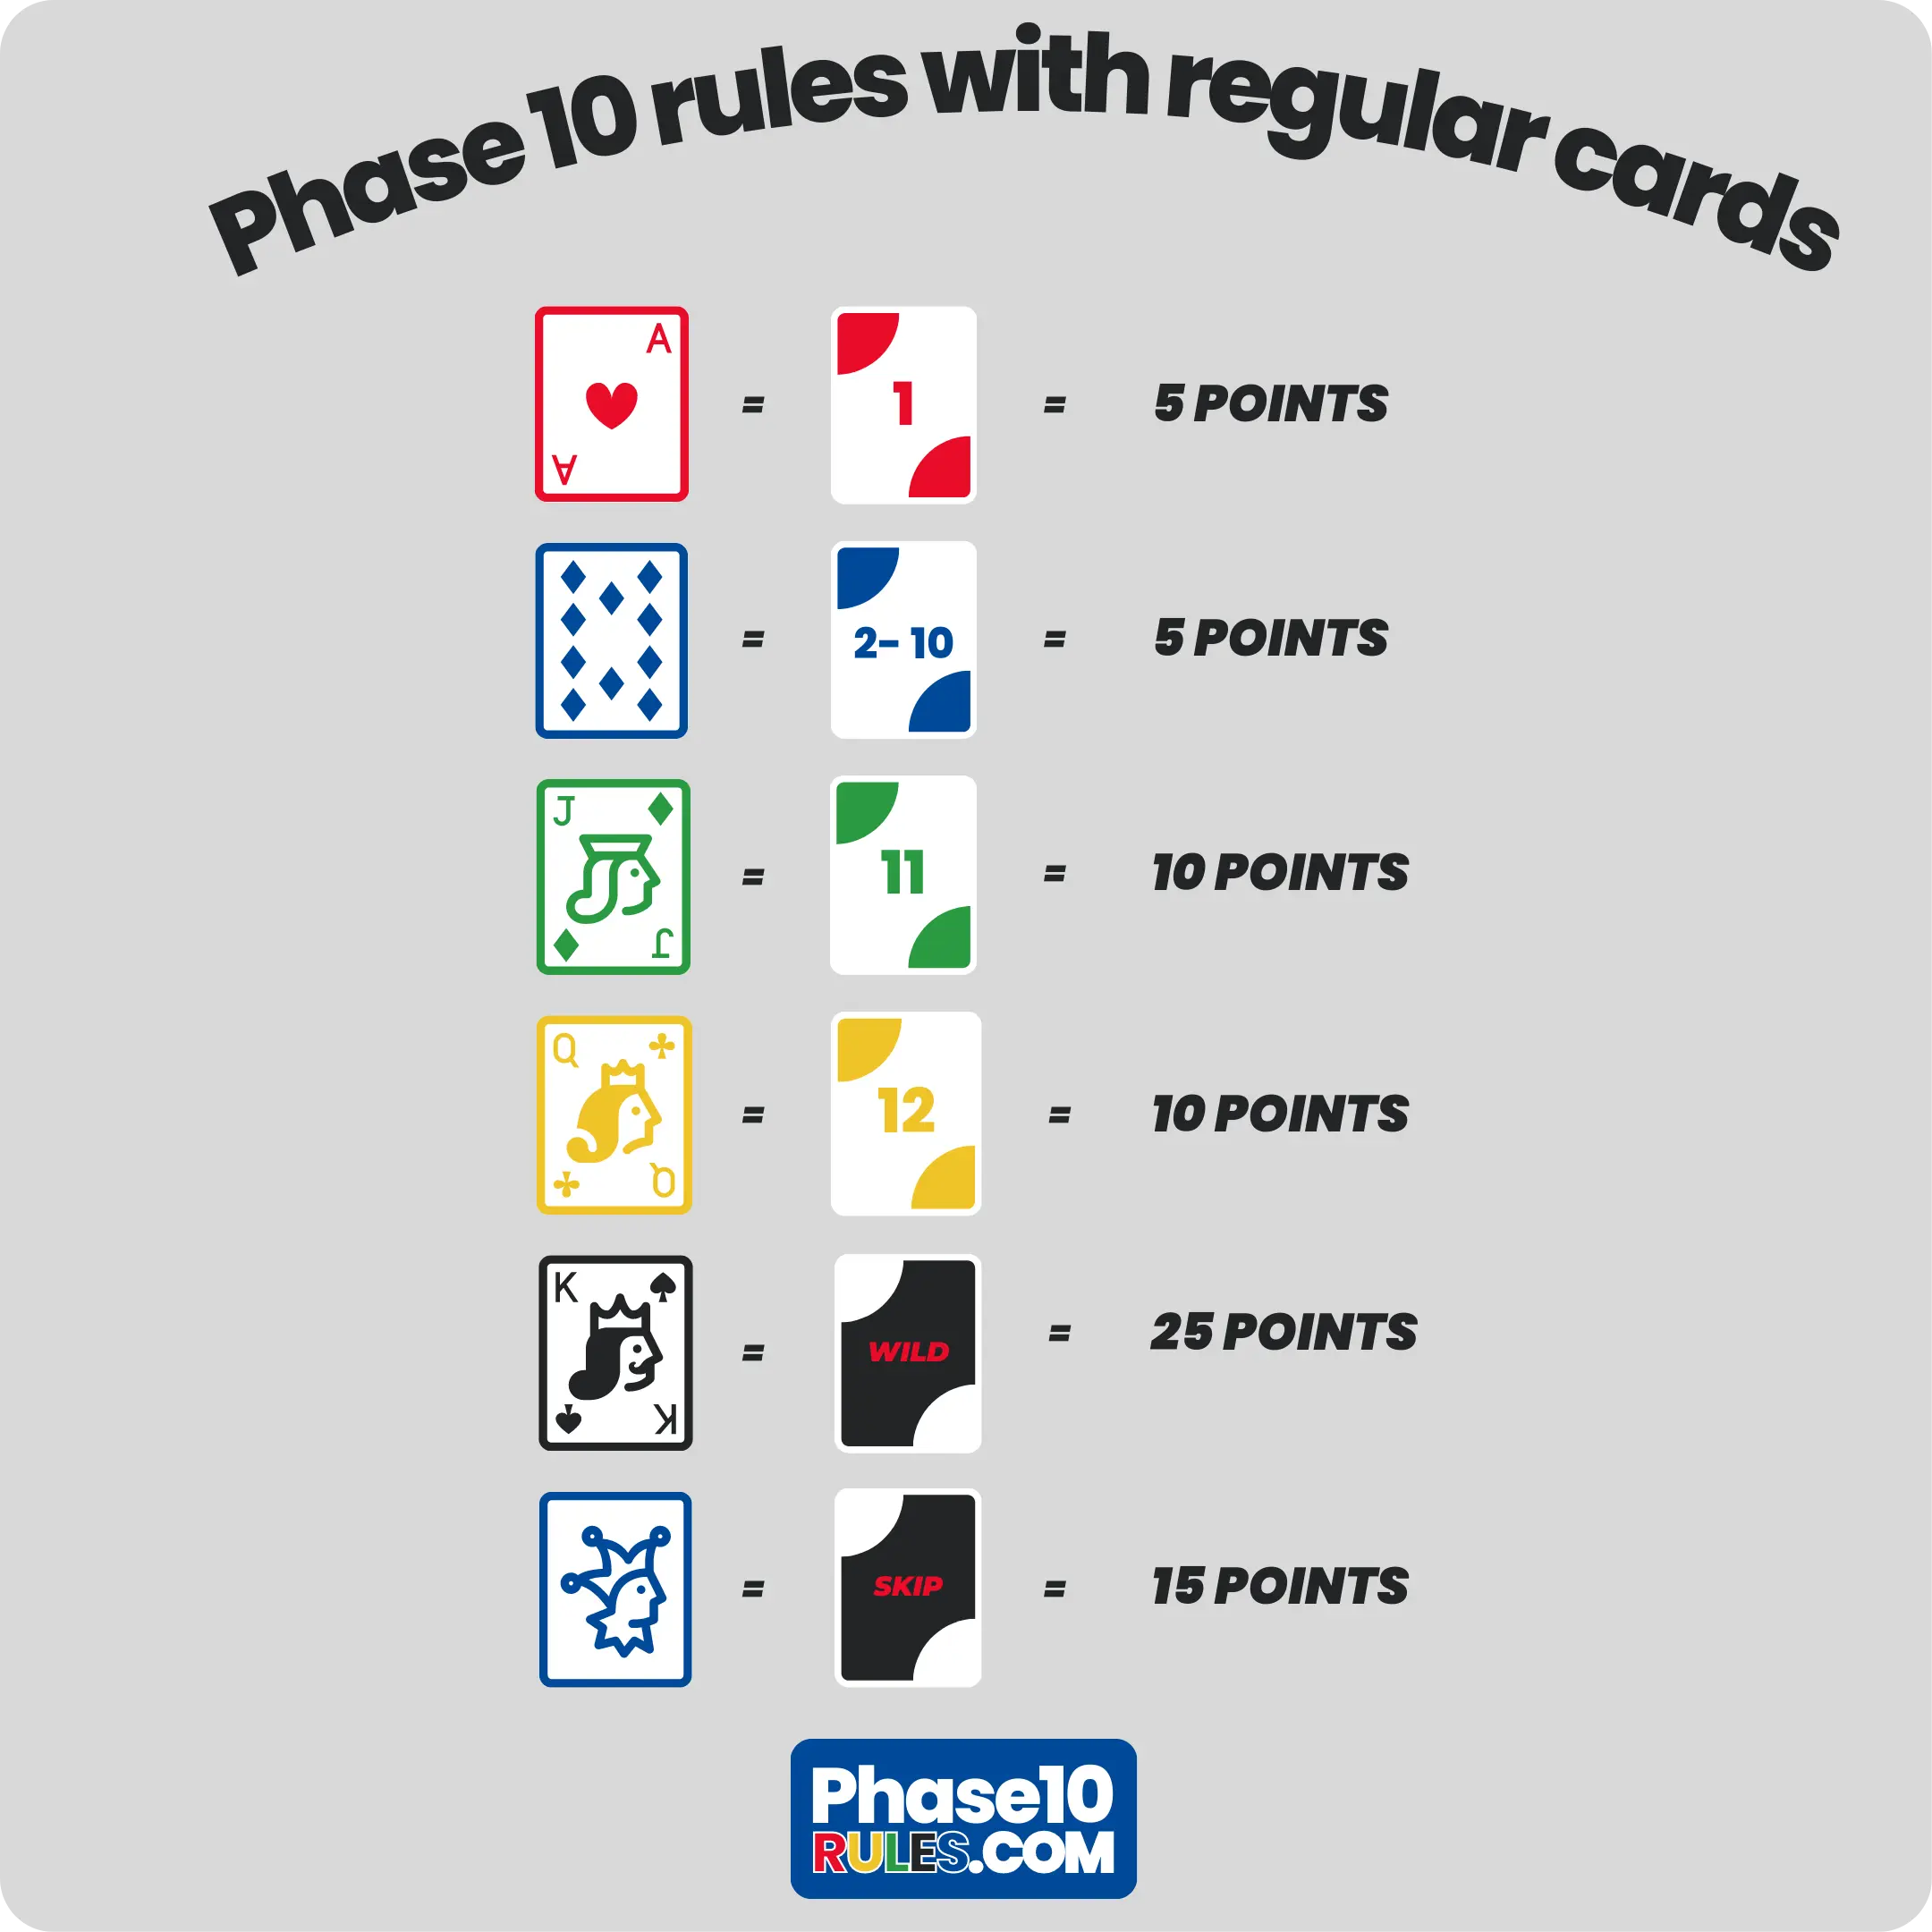 Phase 10 rules with regular cards
A
A
=
1
=
5 POINTS
=
2- 10
=
5 POINTS
J
J
=
11
=
10 POINTS
Q
Q
=
12
=
10 POINTS
K
K
=
WILD
=
25 POINTS
=
SKIP
=
15 POINTS
Phase10
RULES.COM